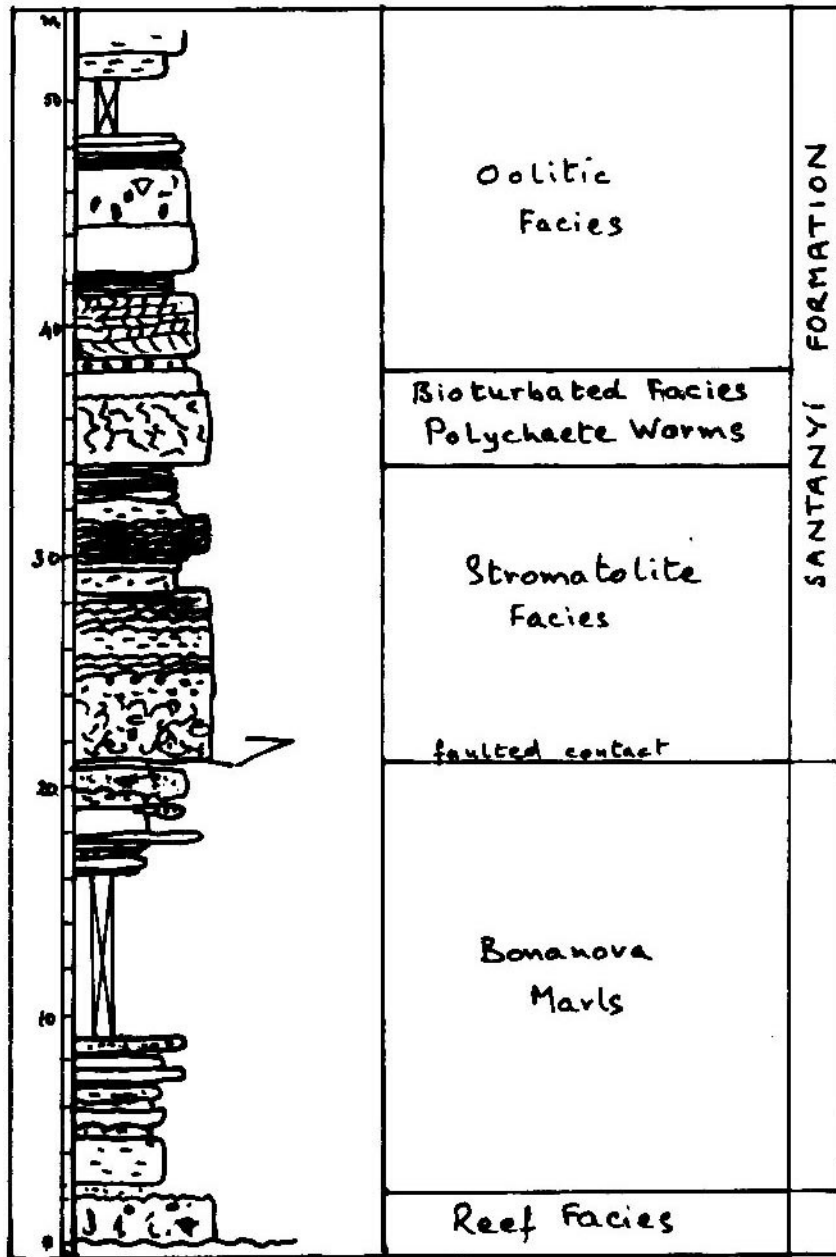 m
50
40
30
20
10
0
Oolitic
Facies
Bioturbated Facies
Polychaete Worms
Stromatolite
Facies
faulted contact
Bonanova
Marls
Reef Facies
SANTANYÍ FORMATION